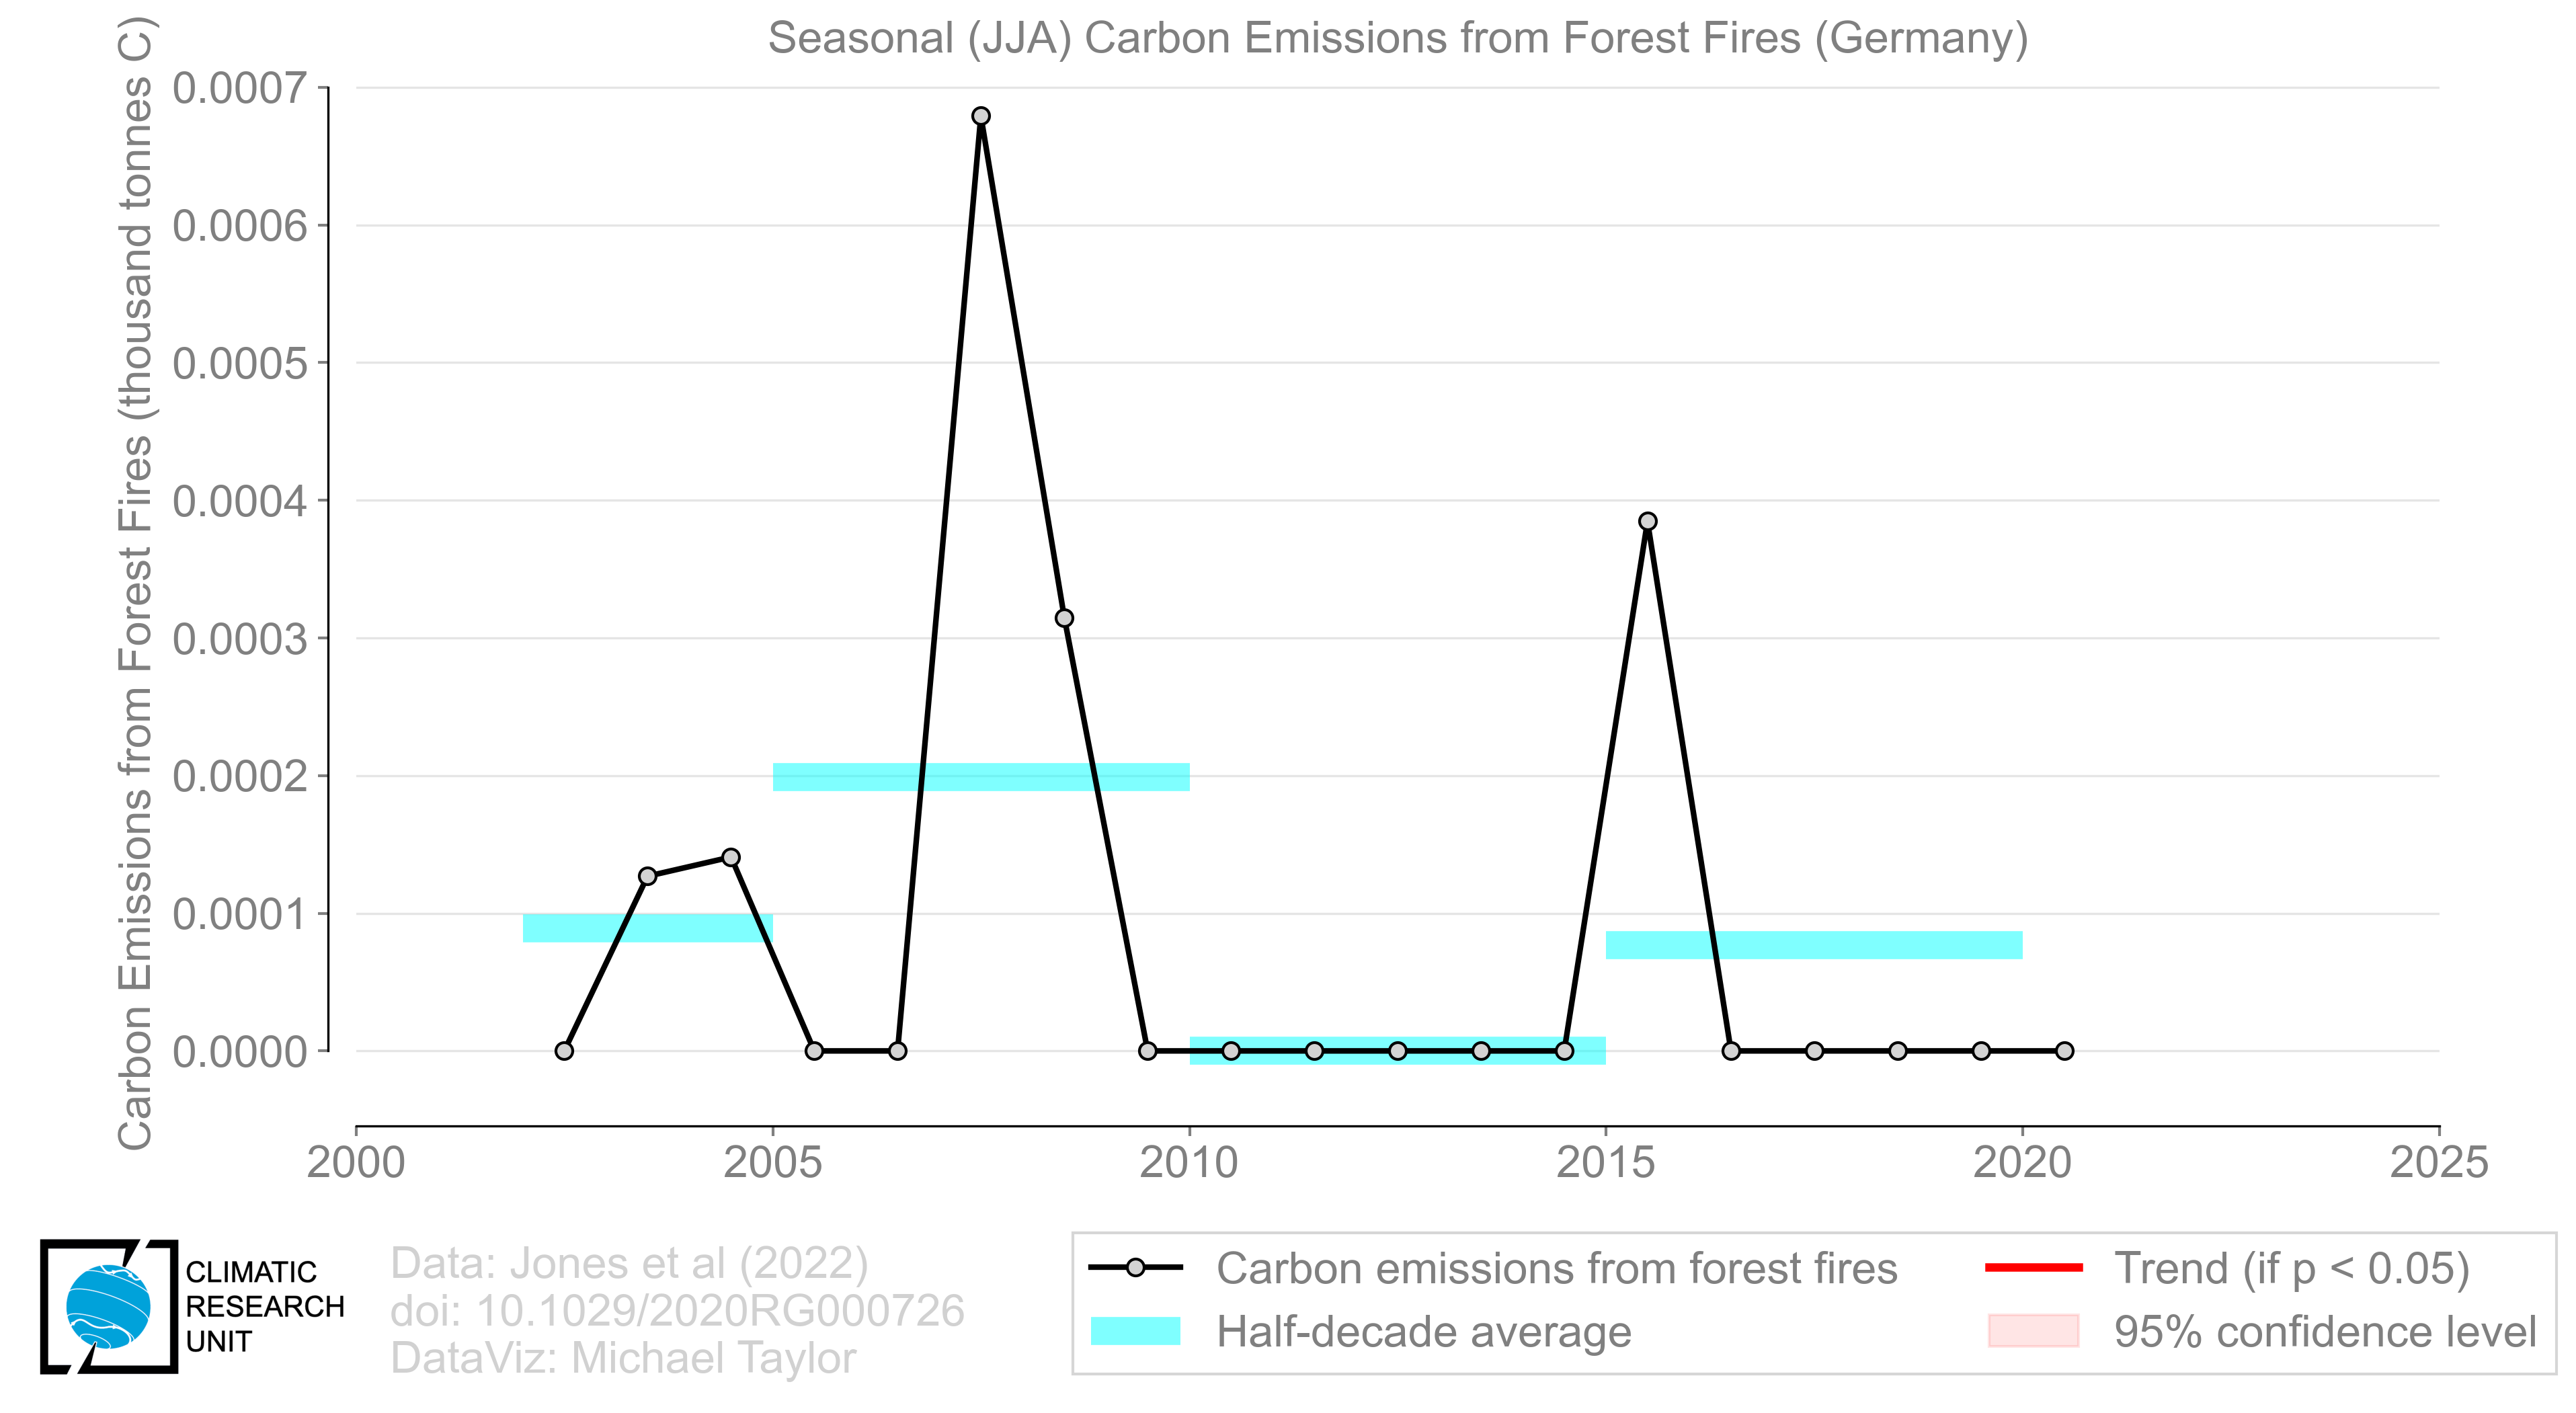 Seasonal (JJA) Carbon Emissions from Forest Fires (Germany)
Carbon Emissions from Forest Fires (thousand tonnes C)
0.0007
0.0006
0.0005
0.0004
0.0003
0.0002
0.0001
0.0000
2000 2005 2010 2015 2020 2025
CLIMATIC
RESEARCH
UNIT
Data: Jones et al (2022)
doi: 10.1029/2020RG000726
DataViz: Michael Taylor
Carbon emissions from forest fires
Half-decade average
Trend (if p < 0.05)
95% confidence level